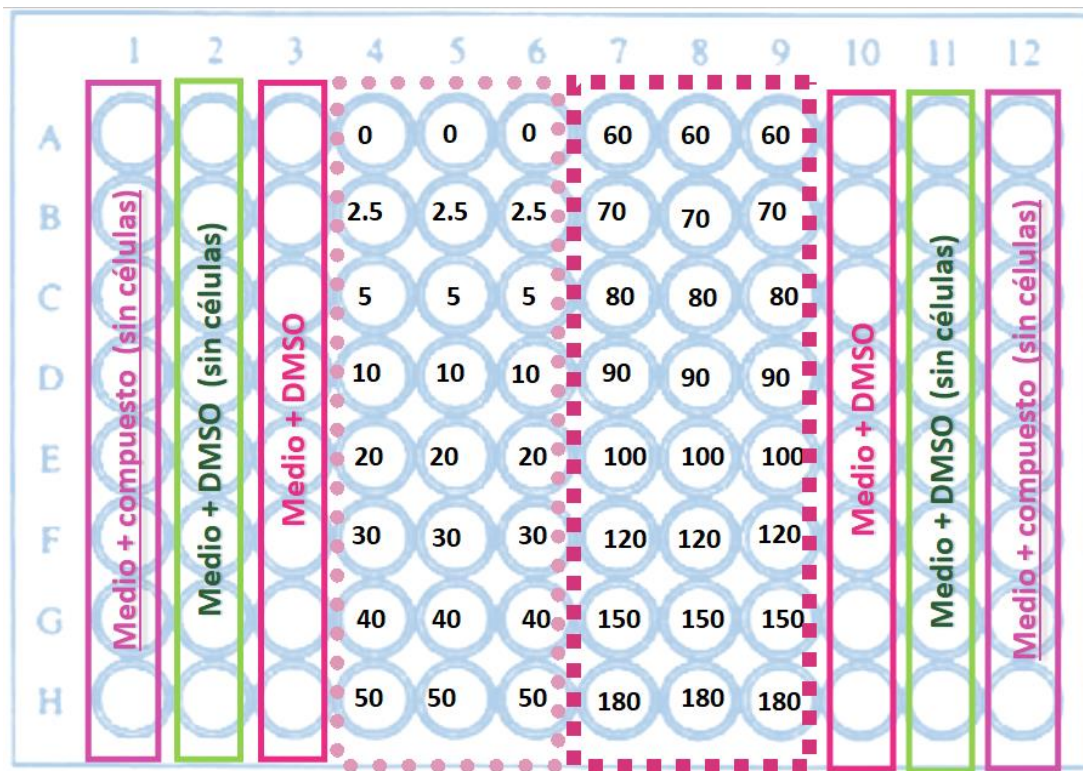 1 2 3 4 5 6 7 8 9 10 11 12
A 0 0 0 60 60 60
B 2.5 2.5 2.5 70 70 70
C 5 5 5 80 80 80
D 10 10 10 90 90 90
E 20 20 20 100 100 100
F 30 30 30 120 120 120
G 40 40 40 150 150 150
H 50 50 50 180 180 180
Medio + compuesto (sin células)
Medio + DMSO (sin células)
Medio + DMSO
Medio + DMSO
Medio + DMSO (sin células)
Medio + compuesto (sin células)